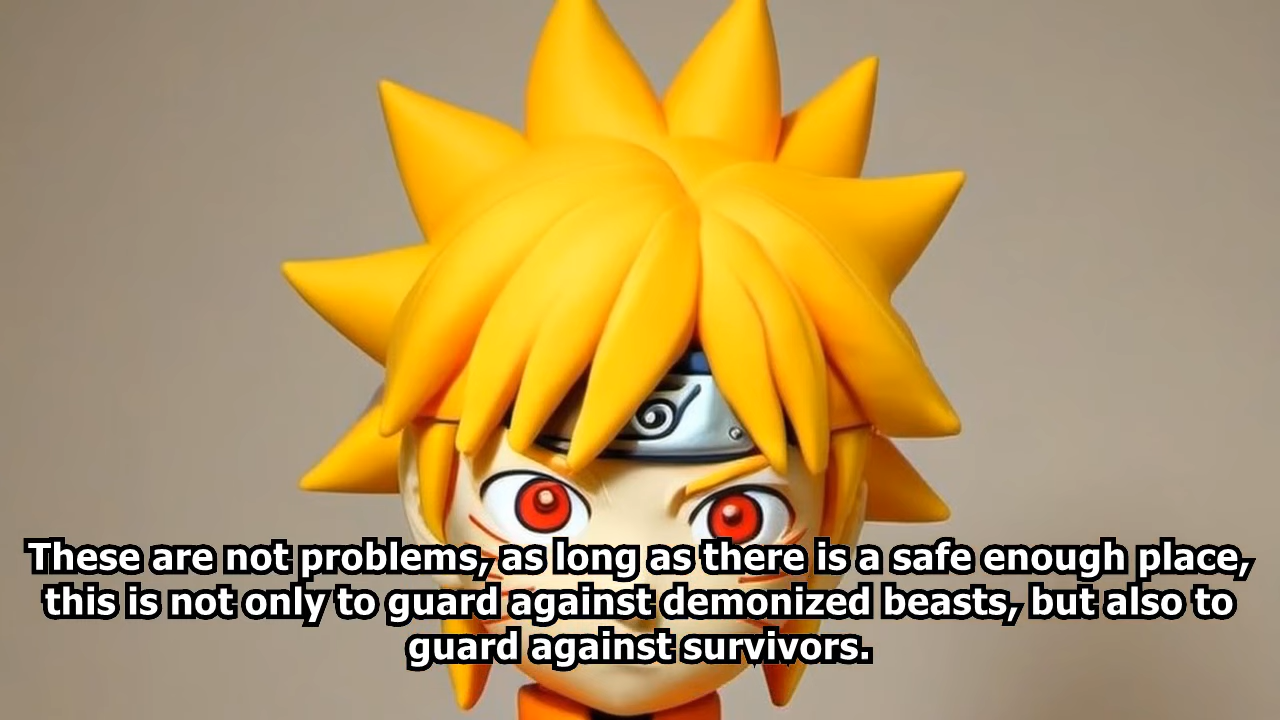 These are not problems, as long as there is a safe enough place,
this is not only to guard against demonized beasts, but also to
guard against survivors.